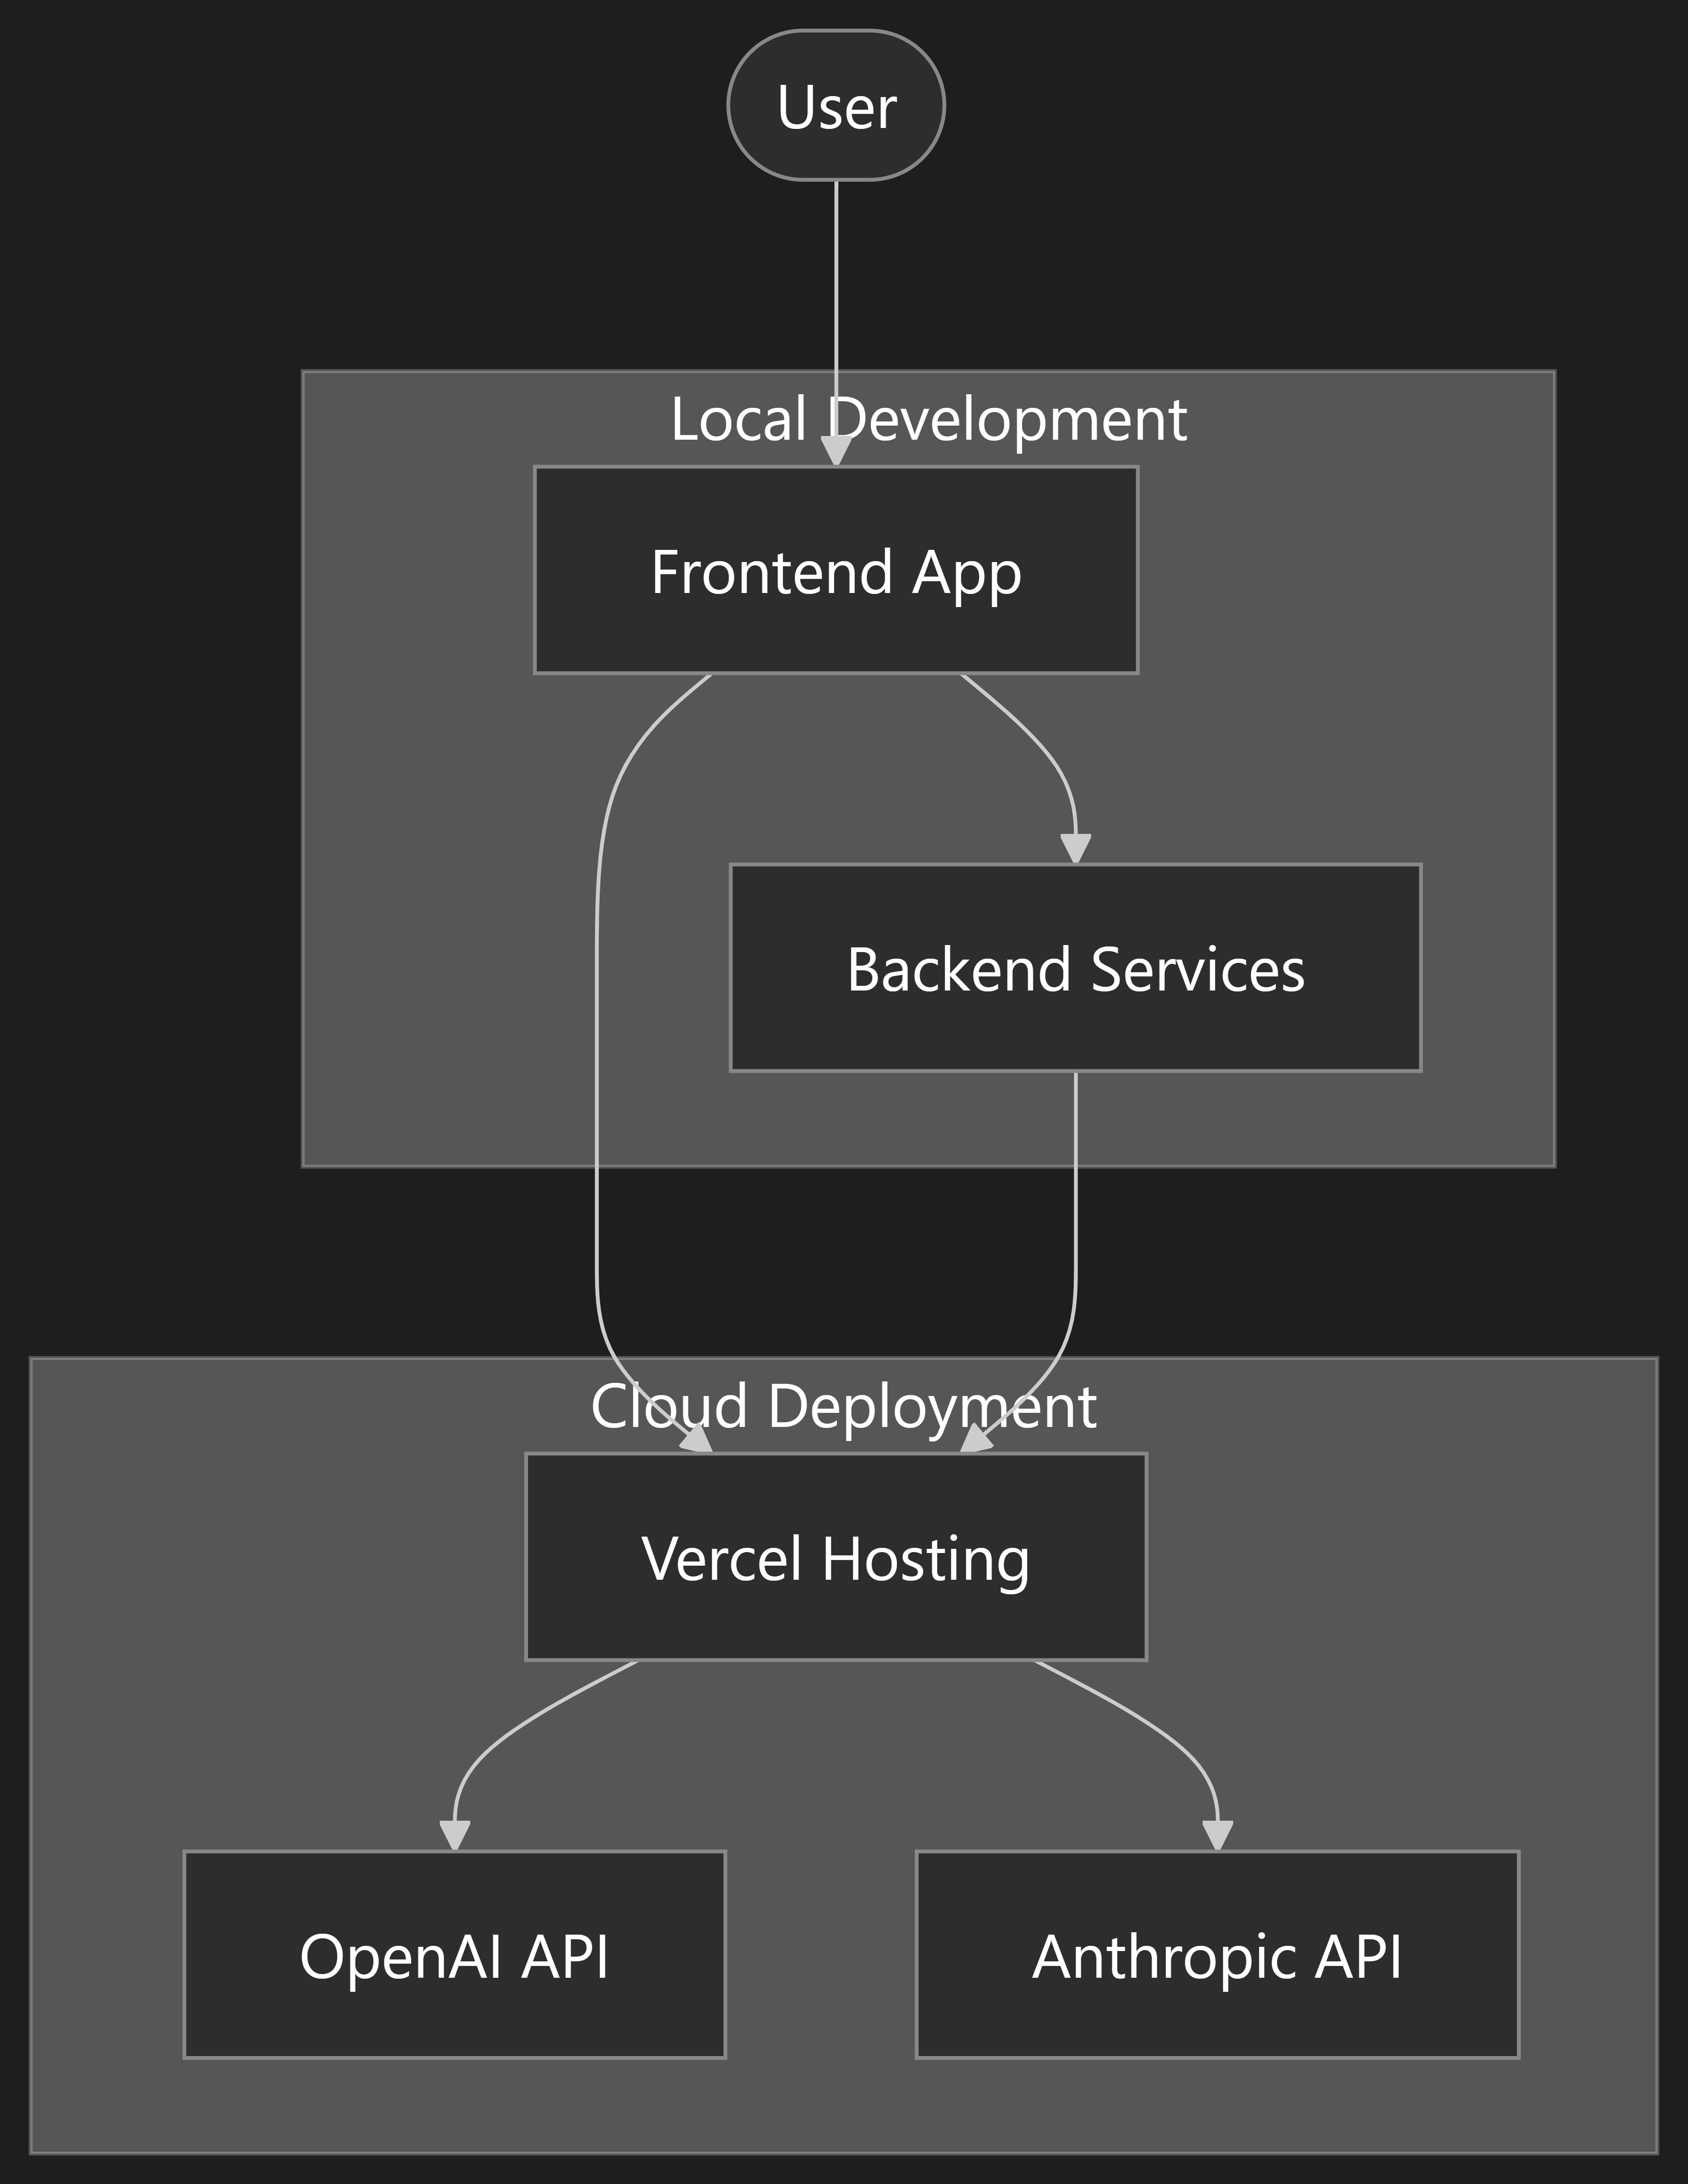 User
Local Development
Frontend App
Backend Services
Cloud Deployment
Vercel Hosting
OpenAI API
Anthropic API